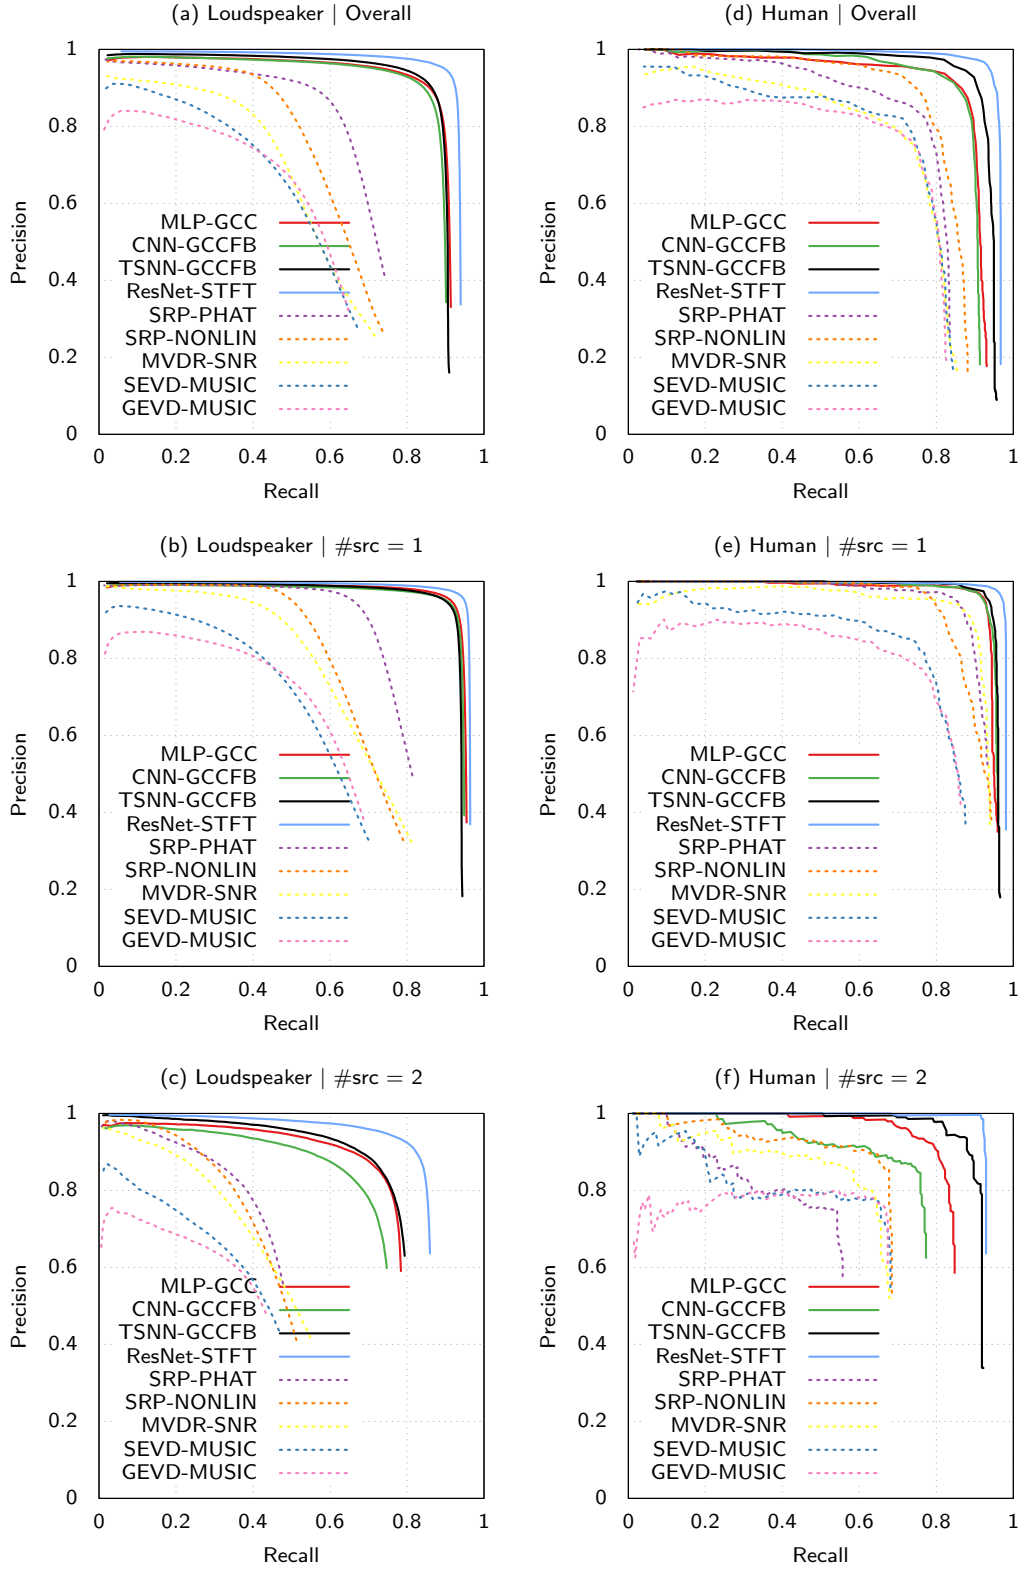 (a) Loudspeaker | Overall
1
0.8
0.6
0.4
0.2
0
Precision
MLP-GCC
CNN-GCCFB
TSNN-GCCFB
ResNet-STFT
SRP-PHAT
SRP-NONLIN
MVDR-SNR
SEVD-MUSIC
GEVD-MUSIC
0 0.2 0.4 0.6 0.8 1
Recall
(d) Human | Overall
1
0.8
0.6
0.4
0.2
0
Precision
MLP-GCC
CNN-GCCFB
TSNN-GCCFB
ResNet-STFT
SRP-PHAT
SRP-NONLIN
MVDR-SNR
SEVD-MUSIC
GEVD-MUSIC
0 0.2 0.4 0.6 0.8 1
Recall
(b) Loudspeaker | #src = 1
1
0.8
0.6
0.4
0.2
0
Precision
MLP-GCC
CNN-GCCFB
TSNN-GCCFB
ResNet-STFT
SRP-PHAT
SRP-NONLIN
MVDR-SNR
SEVD-MUSIC
GEVD-MUSIC
0 0.2 0.4 0.6 0.8 1
Recall
(e) Human | #src = 1
1
0.8
0.6
0.4
0.2
0
Precision
MLP-GCC
CNN-GCCFB
TSNN-GCCFB
ResNet-STFT
SRP-PHAT
SRP-NONLIN
MVDR-SNR
SEVD-MUSIC
GEVD-MUSIC
0 0.2 0.4 0.6 0.8 1
Recall
(c) Loudspeaker | #src = 2
1
0.8
0.6
0.4
0.2
0
Precision
MLP-GCC
CNN-GCCFB
TSNN-GCCFB
ResNet-STFT
SRP-PHAT
SRP-NONLIN
MVDR-SNR
SEVD-MUSIC
GEVD-MUSIC
0 0.2 0.4 0.6 0.8 1
Recall
(f) Human | #src = 2
1
0.8
0.6
0.4
0.2
0
Precision
MLP-GCC
CNN-GCCFB
TSNN-GCCFB
ResNet-STFT
SRP-PHAT
SRP-NONLIN
MVDR-SNR
SEVD-MUSIC
GEVD-MUSIC
0 0.2 0.4 0.6 0.8 1
Recall